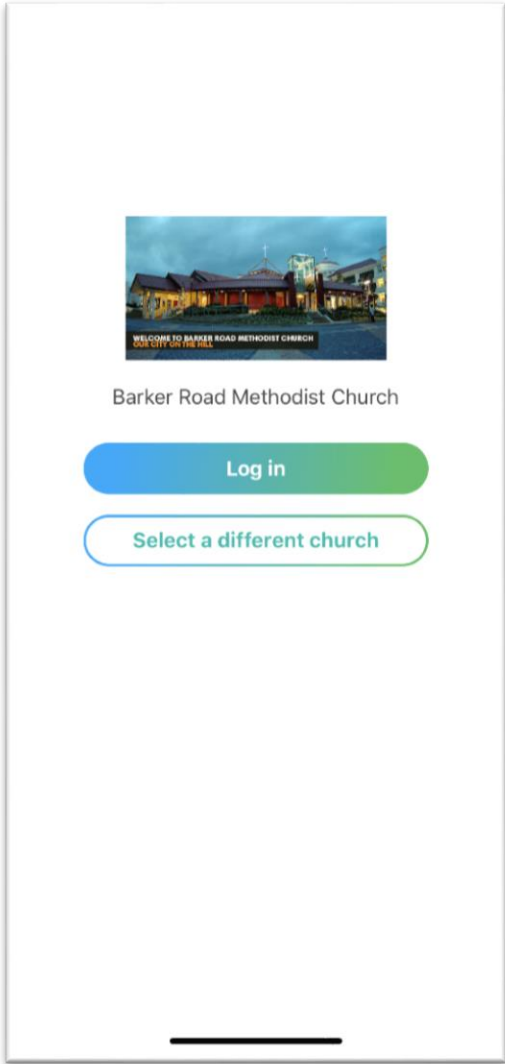 WELCOME TO BARKER ROAD METHODIST CHURCH
OUR CITY ON THE HILL
Barker Road Methodist Church
Log in
Select a different church